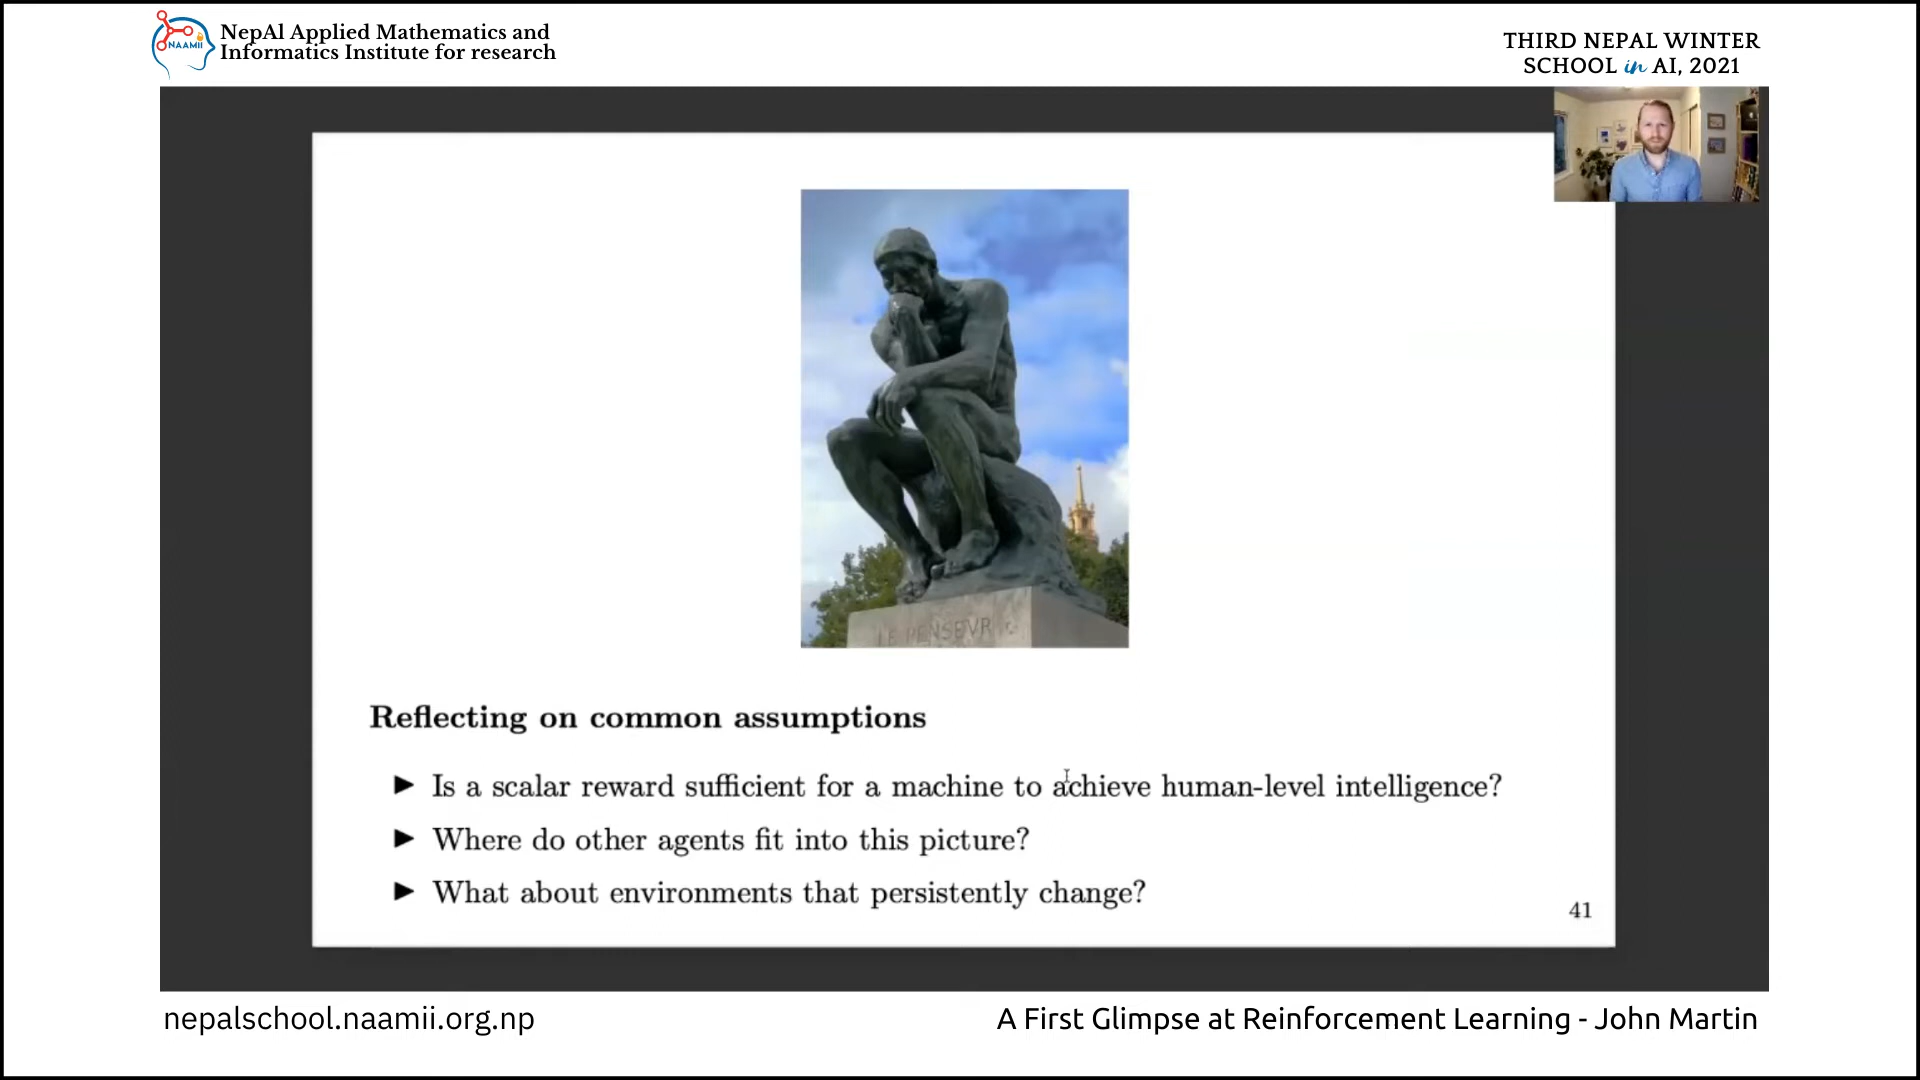 NAAMII
NepAl Applied Mathematics and
Informatics Institute for research
THIRD NEPAL WINTER
SCHOOL in AI, 2021
LE PENSEVR
Reflecting on common assumptions
▶ Is a scalar reward sufficient for a machine to achieve human-level intelligence?
▶ Where do other agents fit into this picture?
▶ What about environments that persistently change?
41
nepalschool.naamii.org.np
A First Glimpse at Reinforcement Learning - John Martin